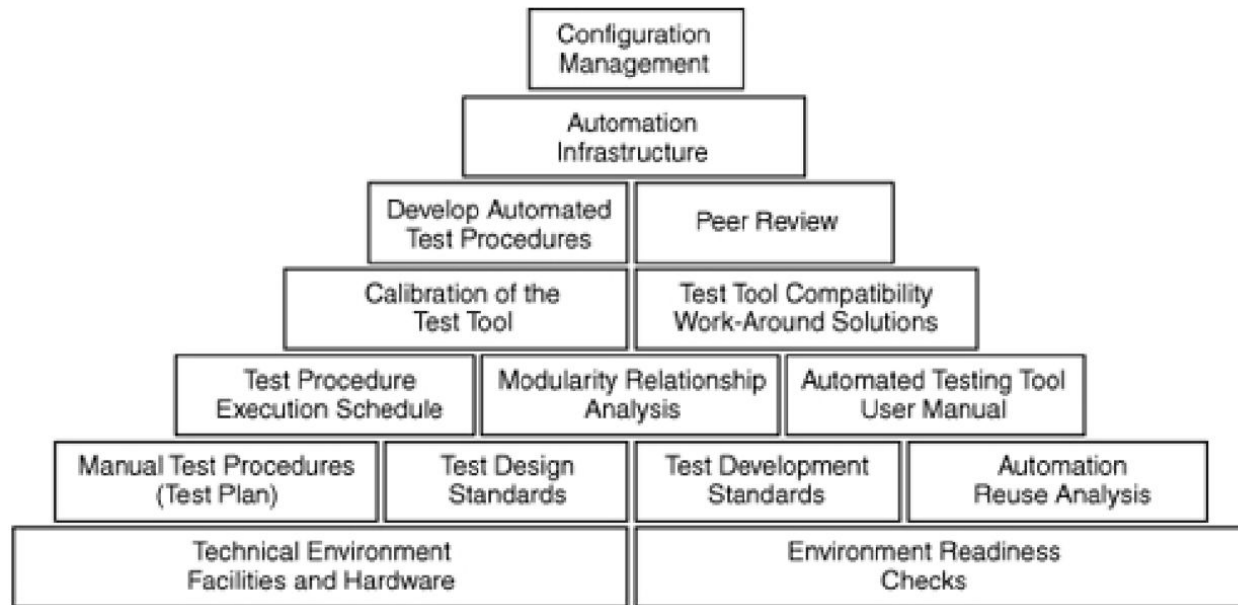 Configuration
Management
Automation
Infrastructure
Develop Automated
Test Procedures
Peer Review
Calibration of the
Test Tool
Test Tool Compatibility
Work-Around Solutions
Test Procedure
Execution Schedule
Modularity Relationship
Analysis
Automated Testing Tool
User Manual
Manual Test Procedures
(Test Plan)
Test Design
Standards
Test Development
Standards
Automation
Reuse Analysis
Technical Environment
Facilities and Hardware
Environment Readiness
Checks